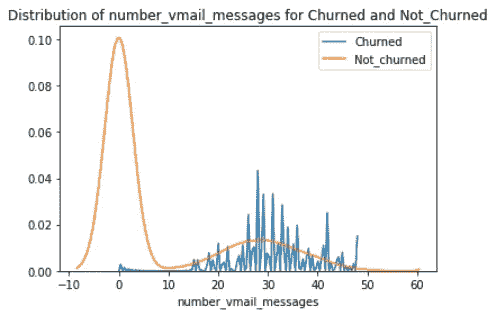 Distribution of number_vmail_messages for Churned and Not_Churned
0.10
Churned
Not_churned
0.08
0.06
0.04
0.02
0.00
−10 0 10 20 30 40 50 60
number_vmail_messages